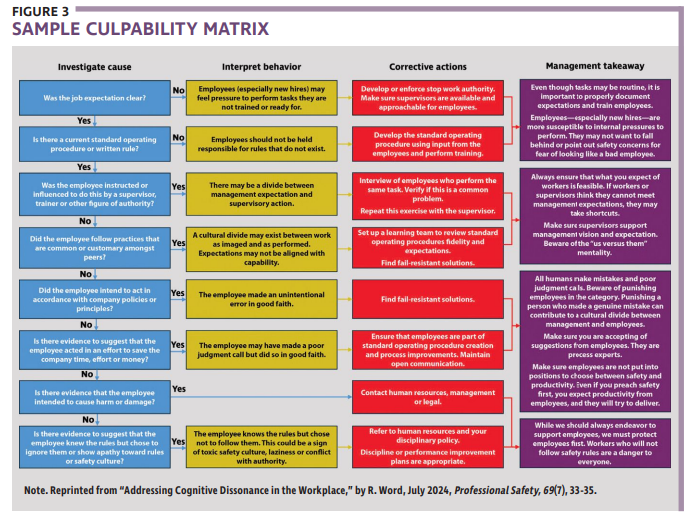 FIGURE 3
SAMPLE CULPABILITY MATRIX
Investigate cause
Interpret behavior
Corrective actions
Management takeaway
Was the job expectation clear?
No
Employees (especially new hires) may
feel pressure to perform tasks they are
not trained or ready for.
Develop or enforce stop work authority.
Make sure supervisors are available and
approachable for employees.
Even though tasks may be routine, it is
important to properly document
expectations and train employees.
Employees—especially new hires—are
more susceptible to internal pressures to
perform. They may not want to fall
behind or point out safety concerns for
fear of looking like a bad employee.
Yes
Is there a current standard operating
procedure or written rule?
No
Employees should not be held
responsible for rules that do not exist.
Develop the standard operating
procedure using input from the
employees and perform training.
Yes
Was the employee instructed or
influenced to do this by a supervisor,
trainer or other figure of authority?
Yes
There may be a divide between
management expectation and
supervisory action.
Interview of employees who perform the
same task. Verify if this is a common
problem.
Repeat this exercise with the supervisor.
Always ensure that what you expect of
workers is feasible. If workers or
supervisors think they cannot meet
management expectations, they may
take shortcuts.
Make sure supervisors support
management vision and expectation.
Beware of the “us versus them”
mentality.
No
Did the employee follow practices that
are common or customary amongst
peers?
Yes
A cultural divide may exist between work
as imaged and as performed.
Expectations may not be aligned with
capability.
Set up a learning team to review standard
operating procedures fidelity and
expectations.
Find fail-resistant solutions.
No
Did the employee intend to act in
accordance with company policies or
principles?
Yes
The employee made an unintentional
error in good faith.
Find fail-resistant solutions.
All humans make mistakes and poor
judgment calls. Beware of punishing
employees in the category. Punishing a
person who made a genuine mistake can
contribute to a cultural divide between
management and employees.
Make sure you are accepting of
suggestions from employees. They are
process experts.
Make sure employees are not put into
positions to choose between safety and
productivity. Even if you preach safety
first, you expect productivity from
employees, and they will try to deliver.
No
Is there evidence to suggest that the
employee acted in an effort to save the
company time, effort or money?
Yes
The employee may have made a poor
judgment call but did so in good faith.
Ensure that employees are part of
standard operating procedure creation
and process improvements. Maintain
open communication.
No
Is there evidence that the employee
intended to cause harm or damage?
Yes
Contact human resources, management
or legal.
No
Is there evidence to suggest that the
employee knew the rules but chose to
ignore them or show apathy toward rules
or safety culture?
Yes
The employee knows the rules but chose
not to follow them. This could be a sign
of toxic safety culture, laziness or conflict
with authority.
Refer to human resources and your
disciplinary policy.
Discipline or performance improvement
plans are appropriate.
While we should always endeavor to
support employees, we must protect
employees fist. Workers who will not
follow safety rules are a danger to
everyone.
Note. Reprinted from “Addressing Cognitive Dissonance in the Workplace,” by R. Word, July 2024, Professional Safety, 69(7), 33-35.